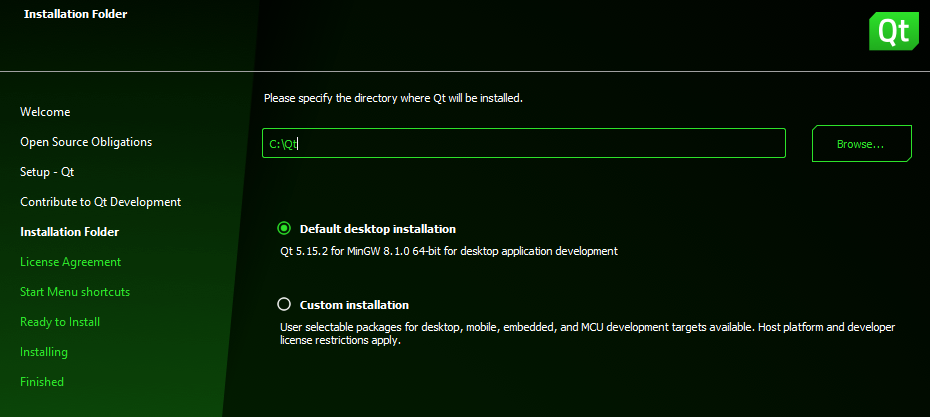 Installation Folder
Qt
Please specify the directory where Qt will be installed.
C:\Qt
Browse...
Welcome
Open Source Obligations
Setup - Qt
Contribute to Qt Development
Installation Folder
License Agreement
Start Menu shortcuts
Ready to Install
Installing
Finished
Default desktop installation
Qt 5.15.2 for MinGW 8.1.0 64-bit for desktop application development
Custom installation
User selectable packages for desktop, mobile, embedded, and MCU development targets available. Host platform and developer
license restrictions apply.